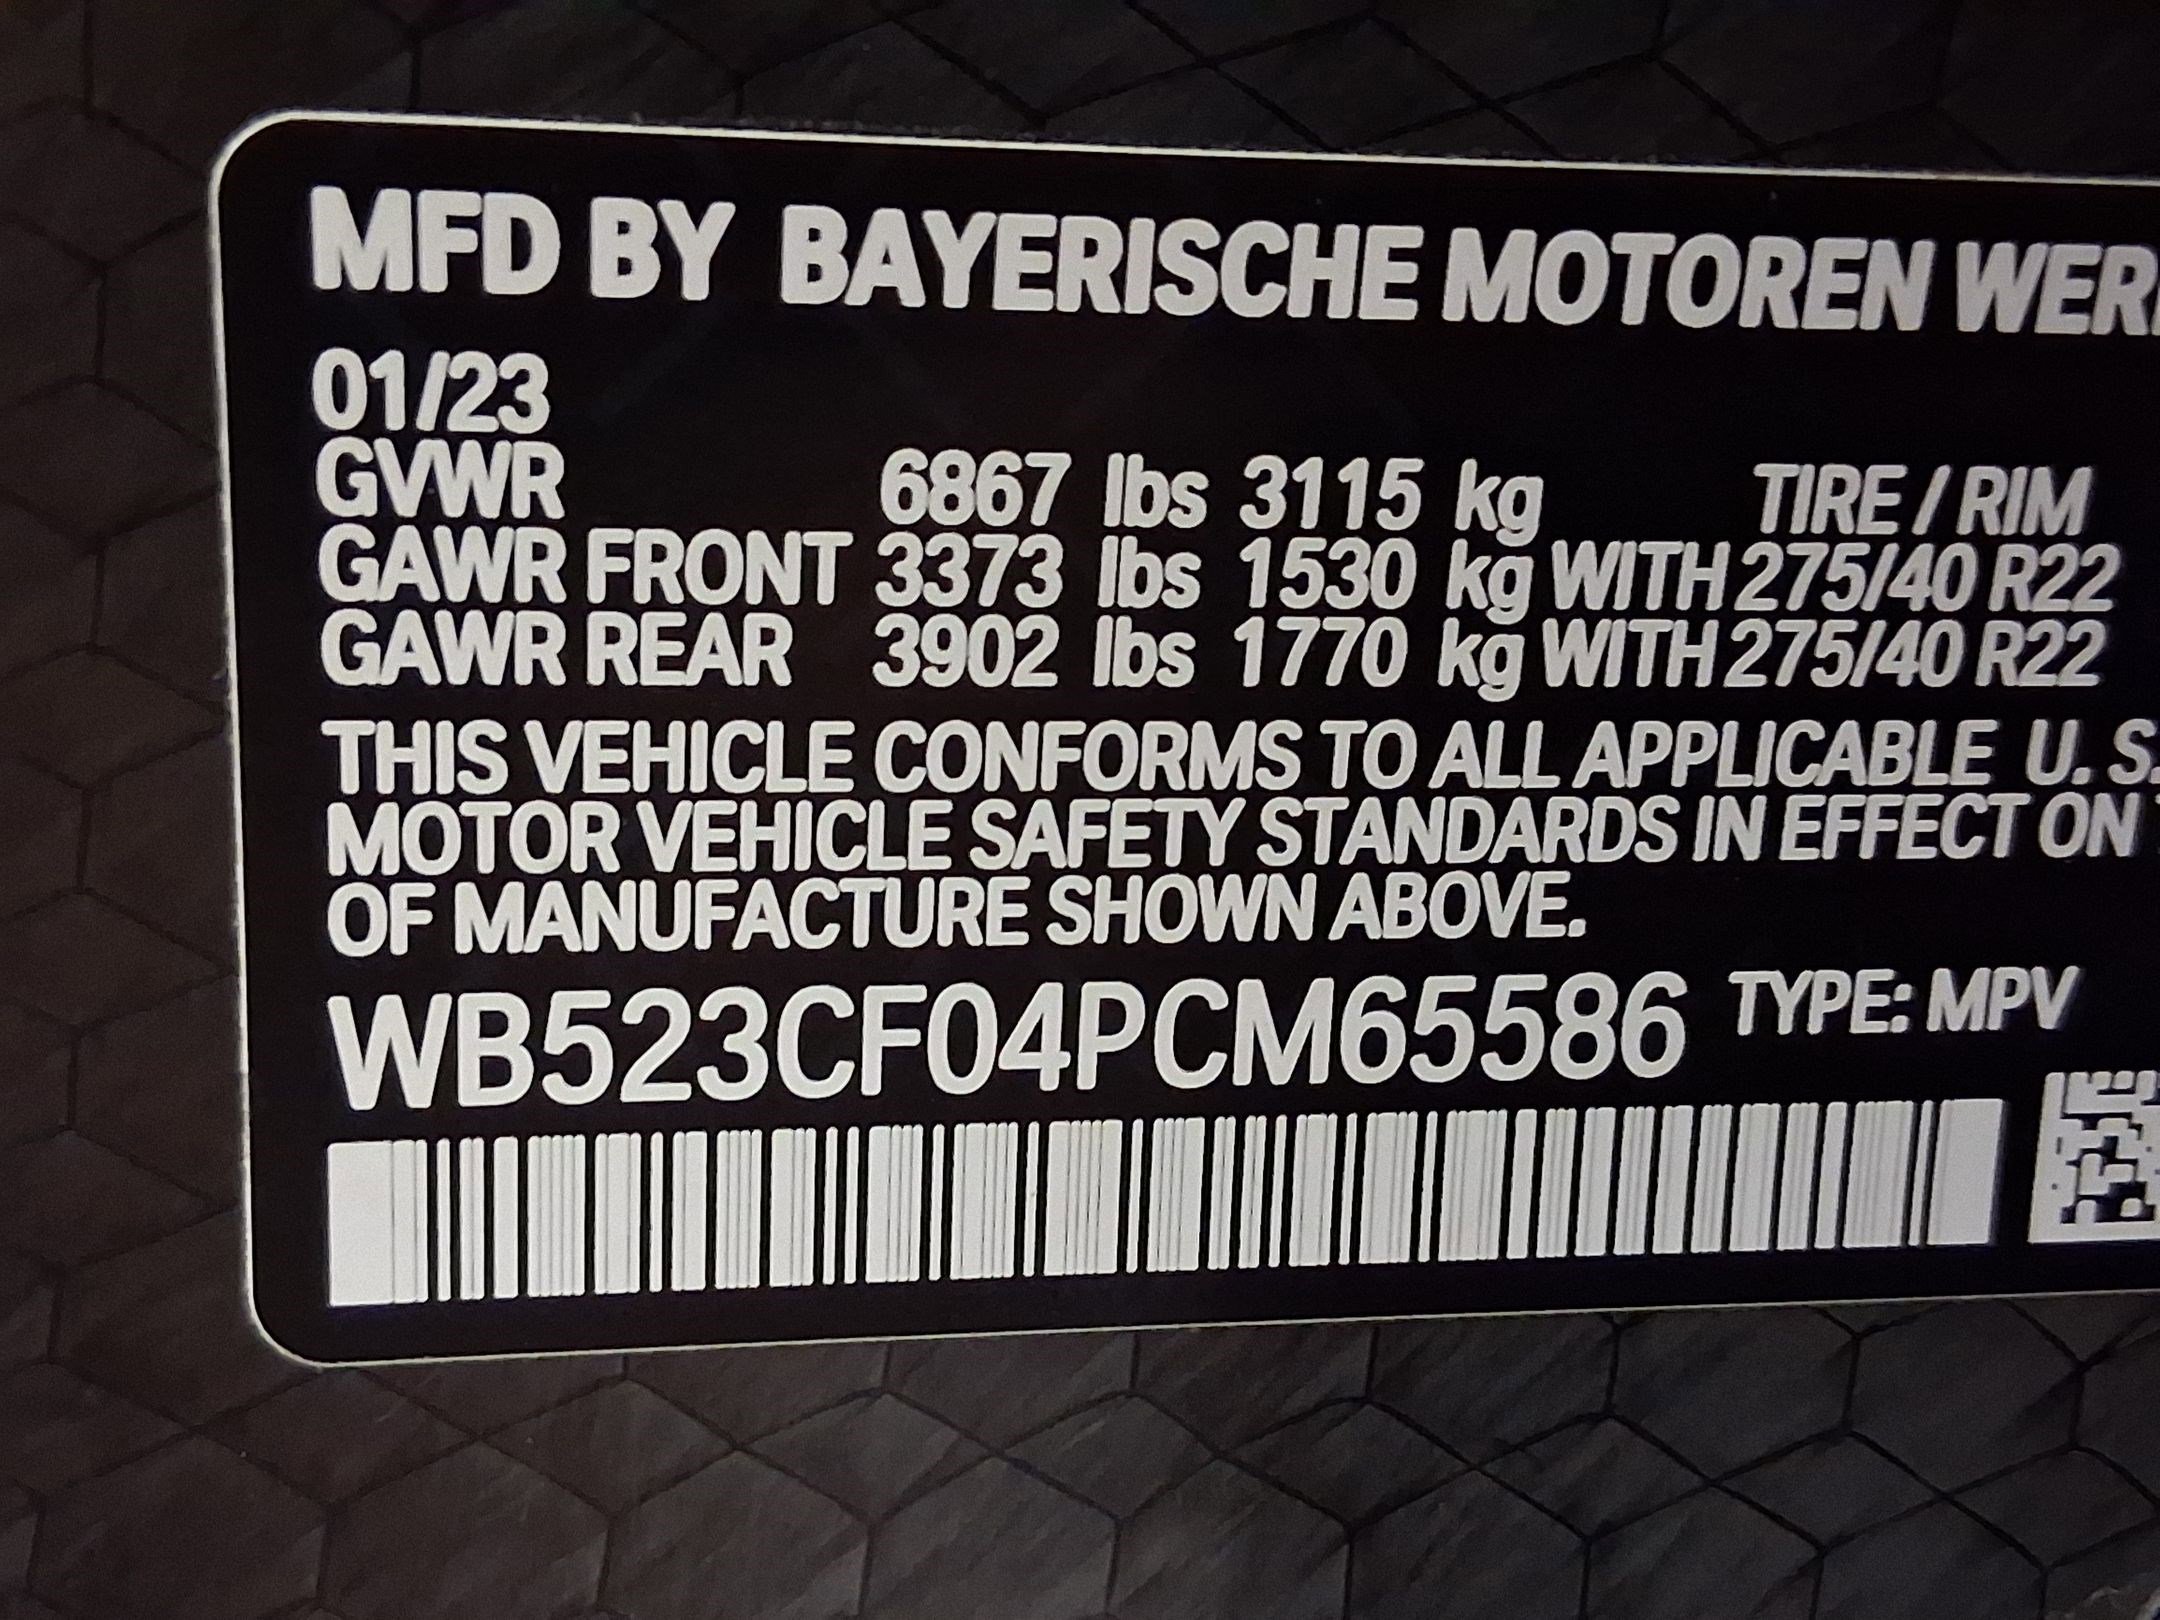 MFD BY BAYERISCHE MOTOREN
01/23
GVWR 6867 lbs 3115 kg TIRE / RIM
GAWR FRONT 3373 lbs 1530 kg WITH 275/40 R22
GAWR REAR 3902 lbs 1770 kg WITH 275/40 R22
THIS VEHICLE CONFORMS TO ALL APPLICABLE U. S.
MOTOR VEHICLE SAFETY STANDARDS IN EFFECT ON
OF MANUFACTURE SHOWN ABOVE.
WB523CF04PCM65586 TYPE: MPV